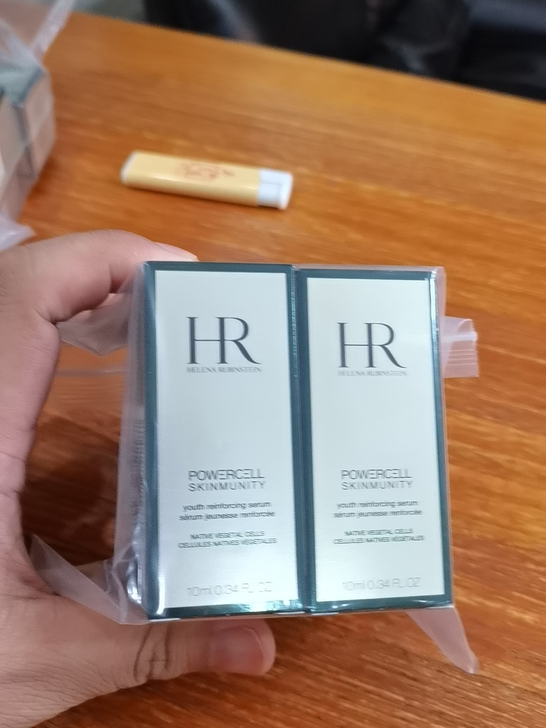 HR
HELENA RUBINSTEIN
POWERCELL
SKINMUNITY
youth reinforcing serum
sérum jeunesse renforcée
NATIVE VEGETAL CELLS
CELLULES NATIVES VÉGÉTALES
10ml 0.34 FL.OZ
HR
HELENA RUBINSTEIN
POWERCELL
SKINMUNITY
youth reinforcing serum
sérum jeunesse renforcée
NATIVE VEGETAL CELLS
CELLULES NATIVES VÉGÉTALES
10ml 0.34 FL.OZ